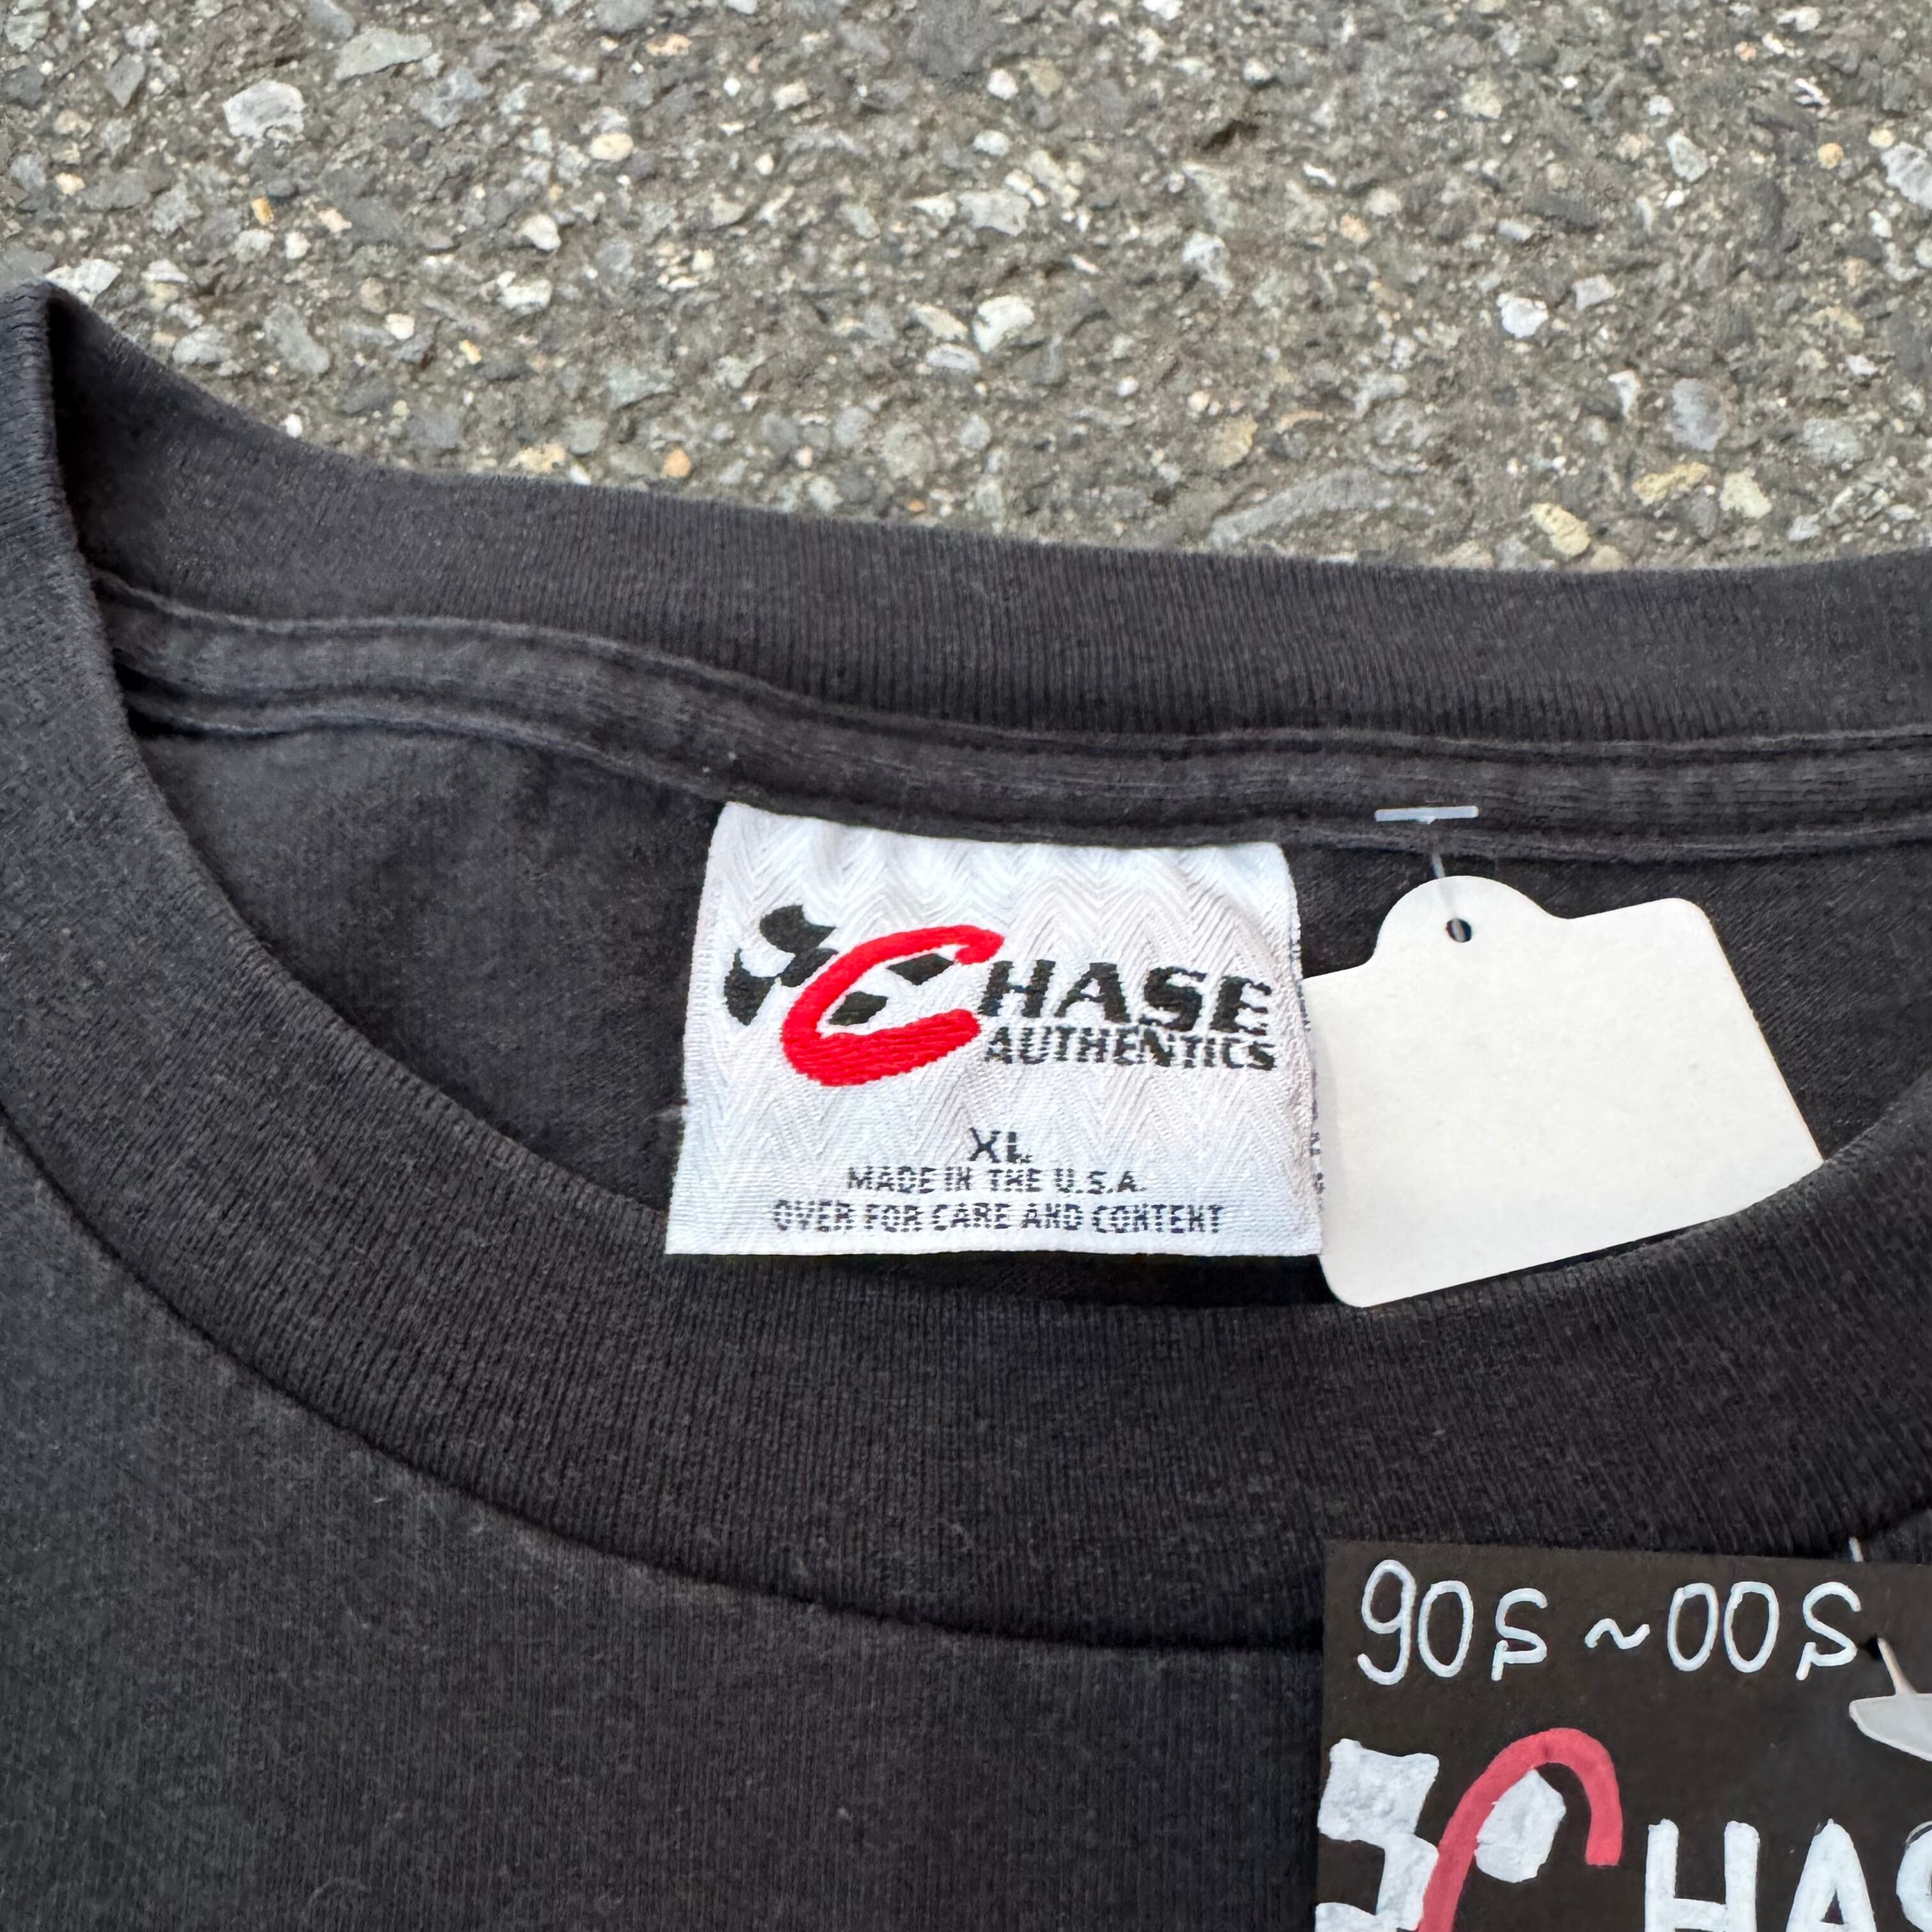 CHASE
AUTHENTICS
XL
MADE IN THE U.S.A.
OVER FOR CARE AND CONTENT
90s~00s
CHAS